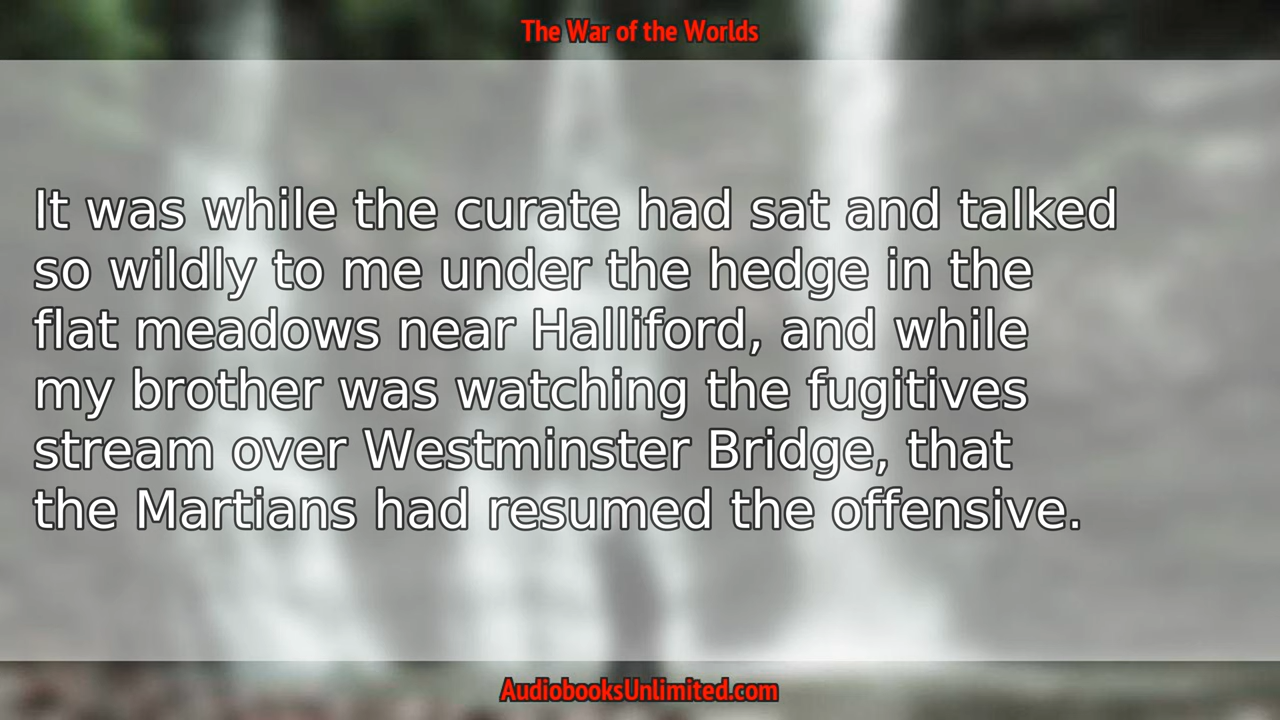 The War of the Worlds
It was while the curate had sat and talked
so wildly to me under the hedge in the
flat meadows near Halliford, and while
my brother was watching the fugitives
stream over Westminster Bridge, that
the Martians had resumed the offensive.
AudiobooksUnlimited.com